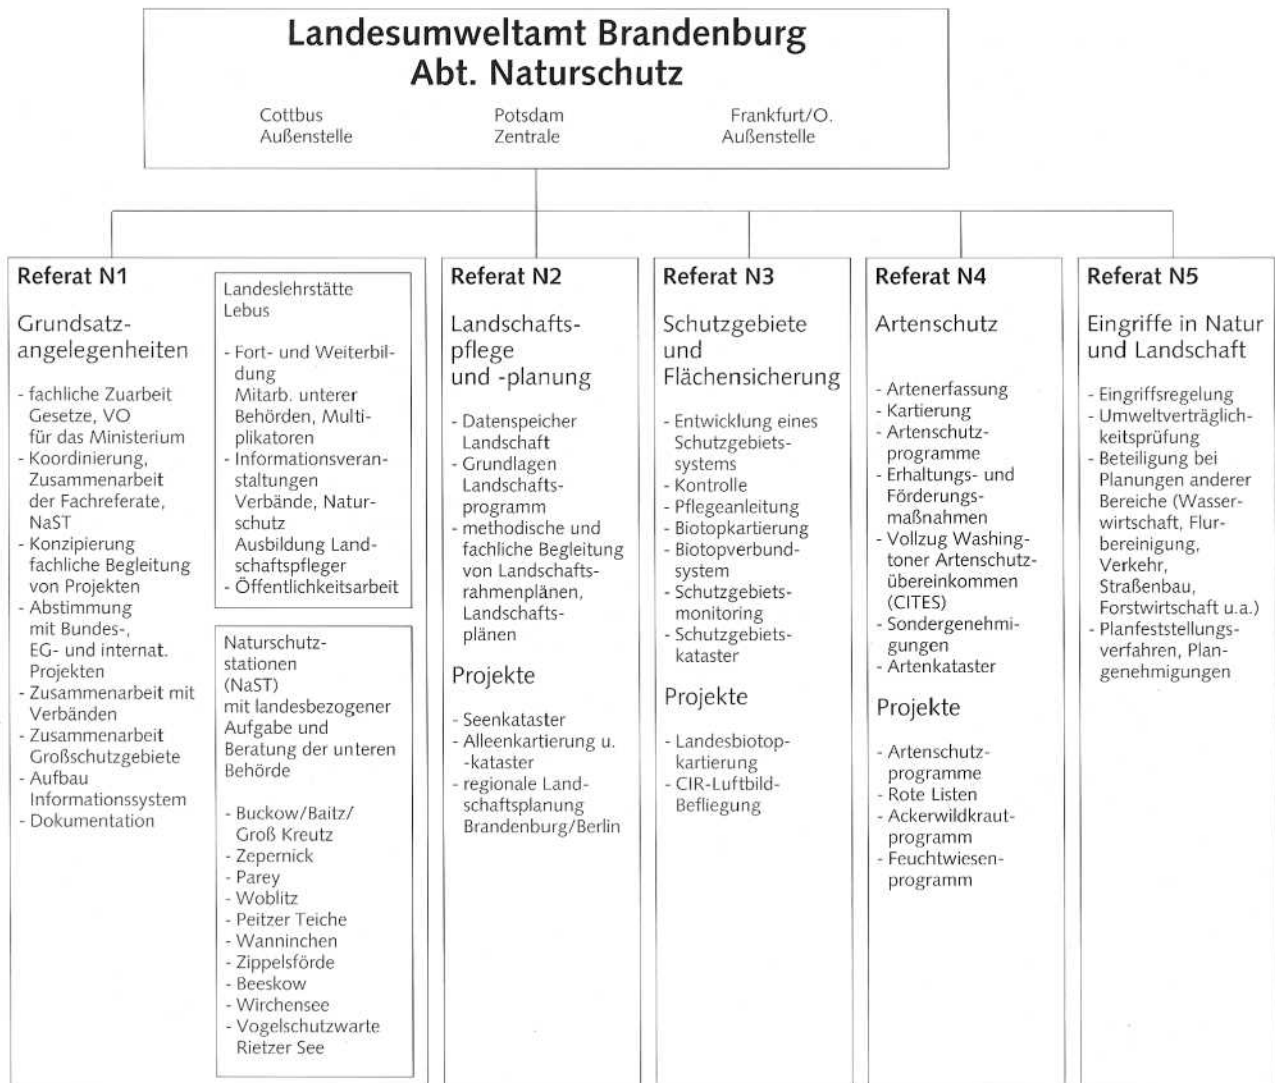 Landesumweltamt Brandenburg
Abt. Naturschutz
Cottbus
Außenstelle
Potsdam
Zentrale
Frankfurt/O.
Außenstelle
Referat N1
Grundsatz-
angelegenheiten
- fachliche Zuarbeit
Gesetze, VO
für das Ministerium
- Koordinierung,
Zusammenarbeit
der Fachreferate,
NaST
- Konzipierung
fachliche Begleitung
von Projekten
- Abstimmung
mit Bundes-,
EG- und internat.
Projekten
- Zusammenarbeit mit
Verbänden
- Zusammenarbeit
Großschutzgebiete
- Aufbau
Informationssystem
- Dokumentation
Landeslehrstätte
Lebus
- Fort- und Weiterbil-
dung
Mitarb. unterer
Behörden, Multi-
plikatoren
- Informationsveran-
staltungen
Verbände, Natur-
schutz
Ausbildung Land-
schaftspfleger
- Öffentlichkeitsarbeit
Naturschutz-
stationen
(NaST)
mit landesbezogener
Aufgabe und
Beratung der unteren
Behörde
- Buckow/Baitz/
Groß Kreutz
- Zepernick
- Parey
- Woblitz
- Peitzer Teiche
- Wanninchen
- Zippelsförde
- Beeskow
- Wirchensee
- Vogelschutzwarte
Rietzer See
Referat N2
Landschafts-
pflege
und -planung
- Datenspeicher
Landschaft
- Grundlagen
Landschafts-
programm
- methodische und
fachliche Begleitung
von Landschafts-
rahmenplänen,
Landschafts-
plänen
Projekte
- Seenkataster
- Alleenkartierung u.
-kataster
- regionale Land-
schaftsplanung
Brandenburg/Berlin
Referat N3
Schutzgebiete
und
Flächensicherung
- Entwicklung eines
Schutzgebiets-
systems
- Kontrolle
- Pflegeanleitung
- Biotopkartierung
- Biotopverbund-
system
- Schutzgebiets-
monitoring
- Schutzgebiets-
kataster
Projekte
- Landesbiotop-
kartierung
- CIR-Luftbild-
Befliegung
Referat N4
Artenschutz
- Artenerfassung
- Kartierung
- Artenschutz-
programme
- Erhaltungs- und
Förderungs-
maßnahmen
- Vollzug Washing-
toner Artenschutz-
übereinkommen
(CITES)
- Sondergenehmi-
gungen
- Artenkataster
Projekte
- Artenschutz-
programme
- Rote Listen
- Ackerwildkraut-
programm
- Feuchtwiesen-
programm
Referat N5
Eingriffe in Natur
und Landschaft
- Eingriffsregelung
- Umweltverträglich-
keitsprüfung
- Beteiligung bei
Planungen anderer
Bereiche (Wasser-
wirtschaft, Flur-
bereinigung,
Verkehr,
Straßenbau,
Forstwirtschaft u.a.)
- Planfeststellungs-
verfahren, Plan-
genehmigungen